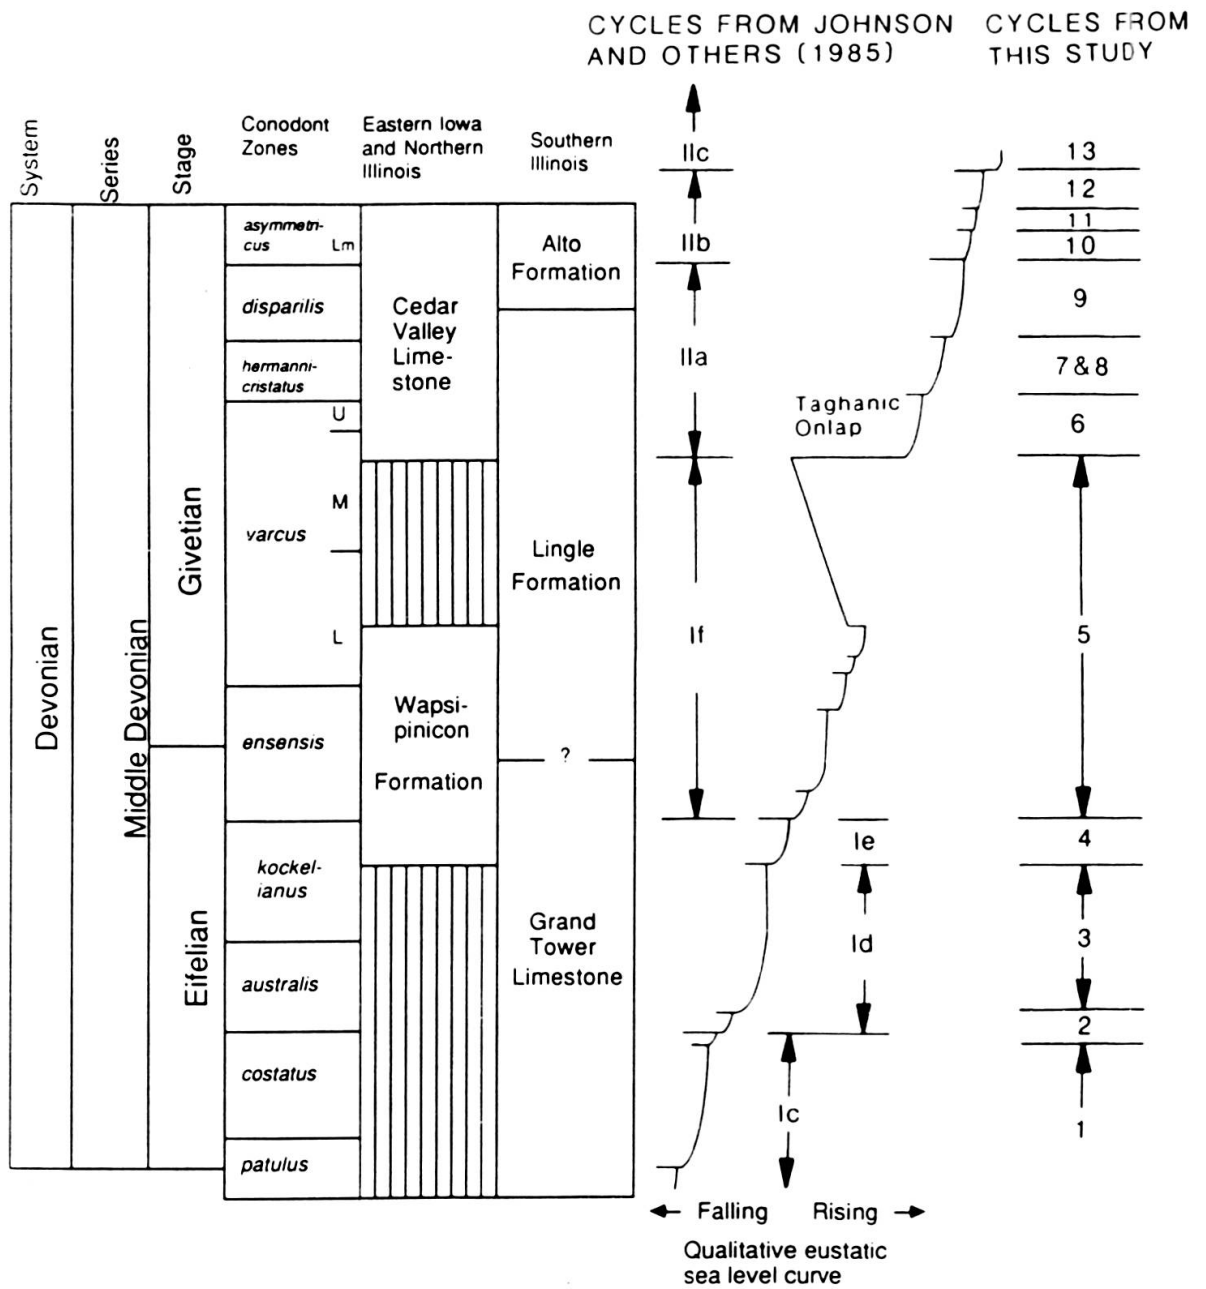 CYCLES FROM JOHNSON
AND OTHERS (1985)
CYCLES FROM
THIS STUDY
System
Series
Stage
Conodont
Zones
Eastern Iowa
and Northern
Illinois
Southern
Illinois
Devonian
Middle Devonian
Givetian
Eifelian
asymmetri-
cus Lm
disparilis
hermanni-
cristatus
U
M
varcus
L
ensensis
kockel-
ianus
australis
costatus
patulus
Cedar
Valley
Lime-
stone
Wapsi-
pinicon
Formation
Alto
Formation
Lingle
Formation
?
Grand
Tower
Limestone
IIc
IIb
IIa
If
Ie
Id
Ic
Taghanic
Onlap
13
12
11
10
9
7 & 8
6
5
4
3
2
1
Falling Rising
Qualitative eustatic
sea level curve